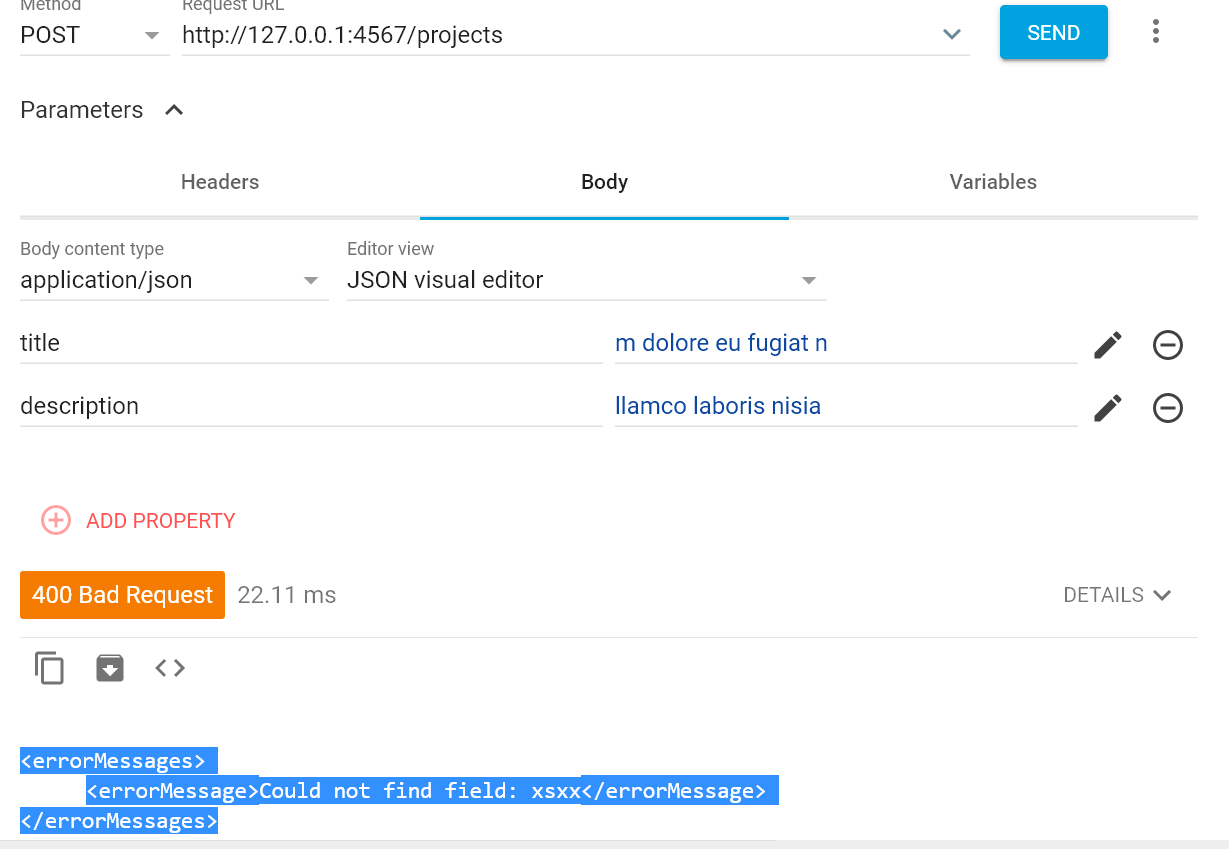 Method Request URL
POST http://127.0.0.1:4567/projects SEND
Parameters
Headers Body Variables
Body content type Editor view
application/json JSON visual editor
title m dolore eu fugiat n
description llamco laboris nisia
ADD PROPERTY
400 Bad Request 22.11 ms DETAILS
<errorMessages>
<errorMessage>Could not find field: xsxx</errorMessage>
</errorMessages>